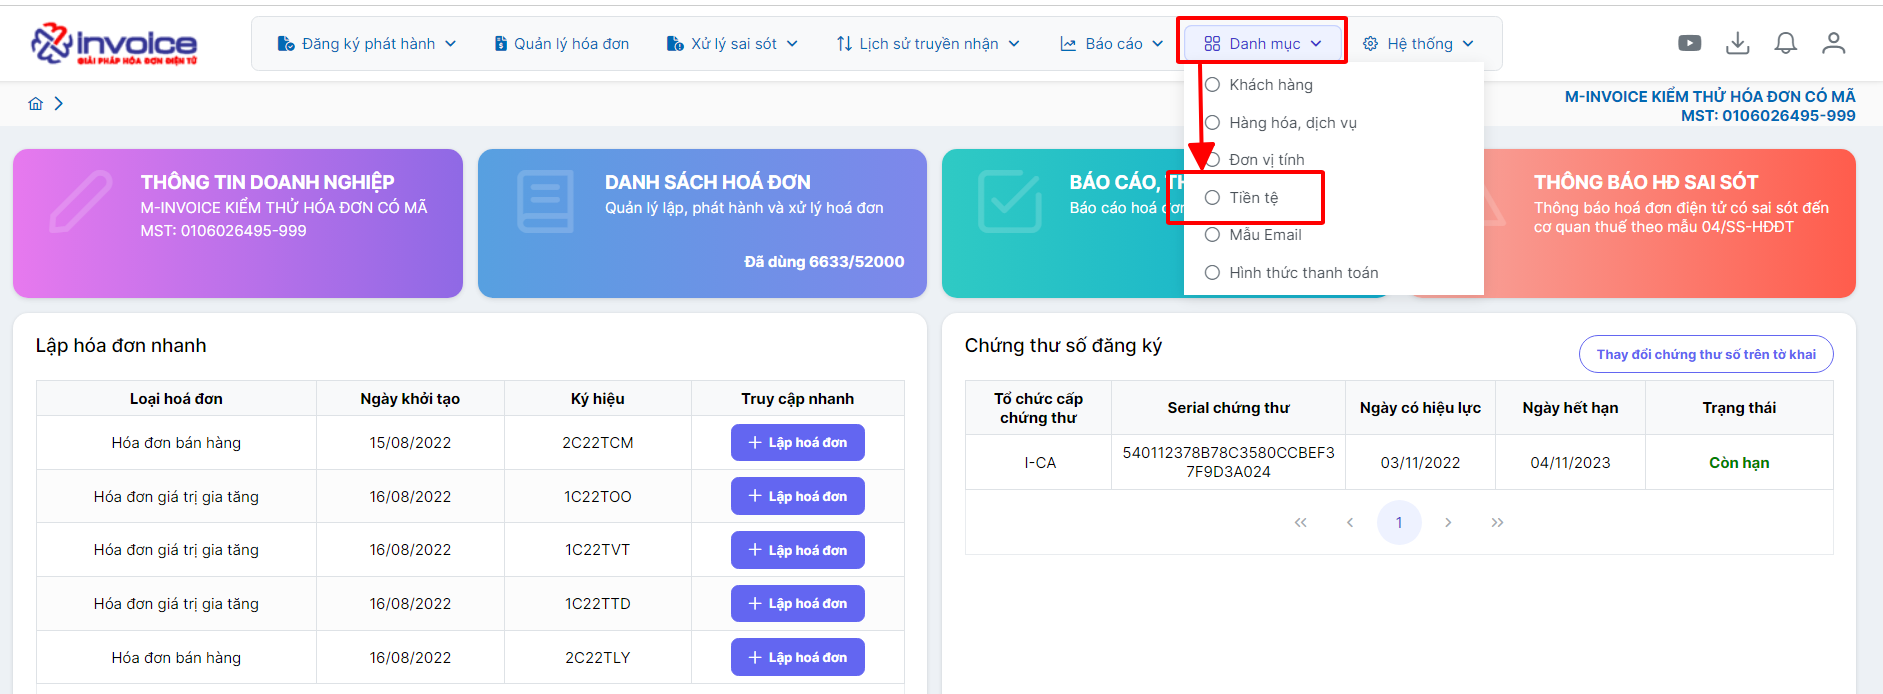 invoice
GIẢI PHÁP HÓA ĐƠN ĐIỆN TỬ
Đăng ký phát hành
Quản lý hóa đơn
Xử lý sai sót
Lịch sử truyền nhận
Báo cáo
Danh mục
Hệ thống
Khách hàng
Hàng hóa, dịch vụ
Đơn vị tính
Tiền tệ
Mẫu Email
Hình thức thanh toán
M-INVOICE KIỂM THỬ HÓA ĐƠN CÓ MÃ
MST: 0106026495-999
THÔNG TIN DOANH NGHIỆP
M-INVOICE KIỂM THỬ HÓA ĐƠN CÓ MÃ
MST: 0106026495-999
DANH SÁCH HOÁ ĐƠN
Quản lý lập, phát hành và xử lý hoá đơn
Đã dùng 6633/52000
BÁO CÁO, TH
Báo cáo hoá đơn
THÔNG BÁO HĐ SAI SÓT
Thông báo hoá đơn điện tử có sai sót đến
cơ quan thuế theo mẫu 04/SS-HĐĐT
Lập hóa đơn nhanh
Loại hoá đơn Ngày khởi tạo Ký hiệu Truy cập nhanh
Hóa đơn bán hàng 15/08/2022 2C22TCM + Lập hoá đơn
Hóa đơn giá trị gia tăng 16/08/2022 1C22TOO + Lập hoá đơn
Hóa đơn giá trị gia tăng 16/08/2022 1C22TVT + Lập hoá đơn
Hóa đơn giá trị gia tăng 16/08/2022 1C22TTD + Lập hoá đơn
Hóa đơn bán hàng 16/08/2022 2C22TLY + Lập hoá đơn
Chứng thư số đăng ký
Thay đổi chứng thư số trên tờ khai
Tổ chức cấp
chứng thư
Serial chứng thư
Ngày có hiệu lực
Ngày hết hạn
Trạng thái
I-CA
540112378B78C3580CCBEF3
7F9D3A024
03/11/2022
04/11/2023
Còn hạn
1